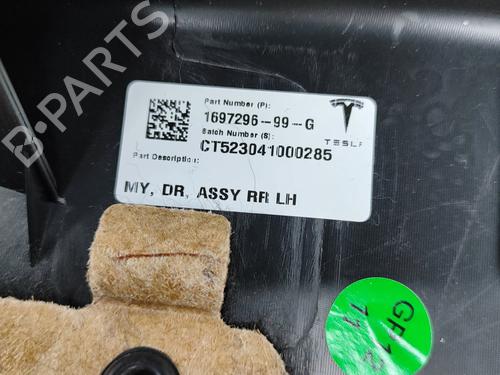 Part Number (P):
1697296-99-G
Batch Number (S):
CT523041000285
Part Description:
MY, DR, ASSY RR LH
TESLA
B-PARTS